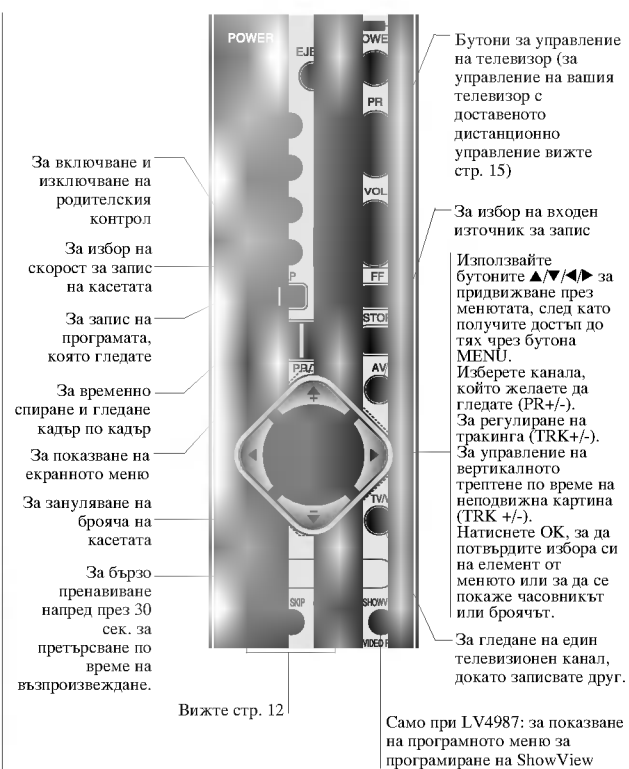 POWER
EJE
OWE
PR
VOL
P
FF
STOP
PR/T
AV
TV/V
SKIP
SHOWV
VIDEO P
За включване и
изключване на
родителския
контрол
За избор на
скорост за запис
на касетата
За запис на
програмата,
която гледате
За временно
спиране и гледане
кадър по кадър
За показване на
екранното меню
За зануляване на
брояча на
касетата
За бързо
пренавиване
напред през 30
сек. за
претърсване по
време на
възпроизвеждане.
Вижте стр. 12
Бутони за управление
на телевизор (за
управление на вашия
телевизор с
доставеното
дистанционно
управление вижте
стр. 15)
За избор на входен
източник за запис
Използвайте
бутоните ▲/▼/◀/▶ за
придвижване през
менютата, след като
получите достъп до
тях чрез бутона
MENU.
Изберете канала,
който желаете да
гледате (PR+/-).
За регулиране на
тракинга (TRK+/-).
За управление на
вертикалното
трептене по време на
неподвижна картина
(TRK +/-).
Натиснете OK, за да
потвърдите избора си
на елемент от
менюто или за да се
покаже часовникът
или броячът.
За гледане на един
телевизионен канал,
докато записвате друг.
Само при LV4987: за показване
на програмното меню за
програмиране на ShowView